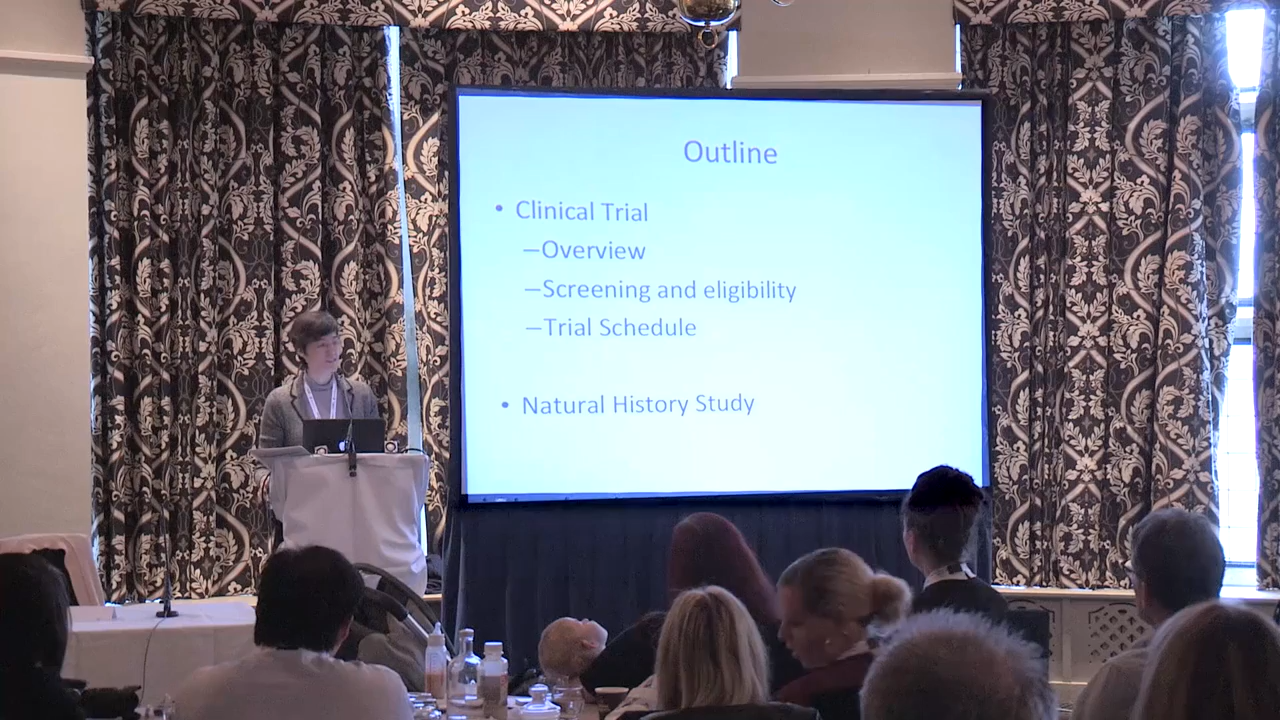 Outline
• Clinical Trial
–Overview
–Screening and eligibility
–Trial Schedule
• Natural History Study